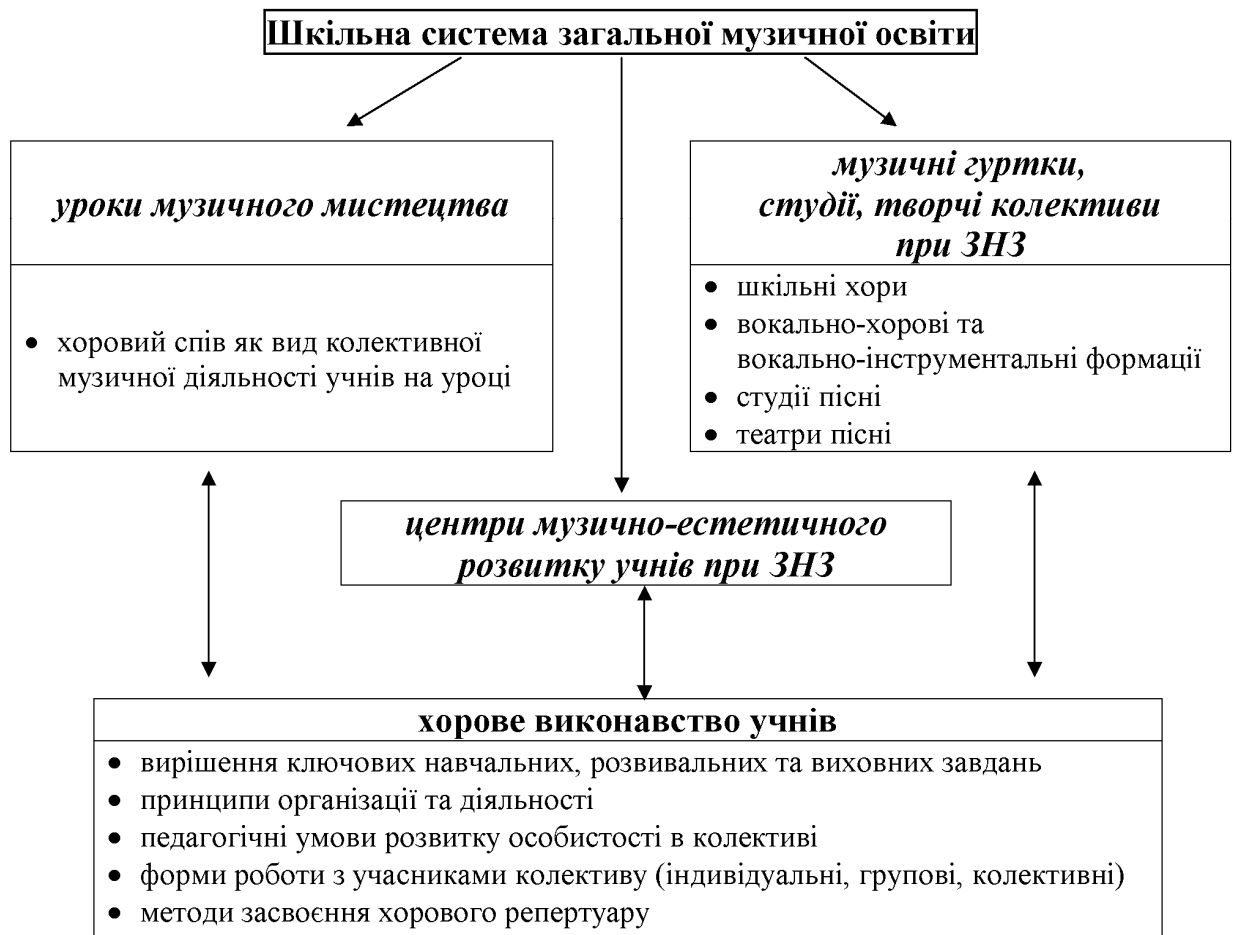 Шкільна система загальної музичної освіти
уроки музичного мистецтва
• хоровий спів як вид колективної
музичної діяльності учнів на уроці
музичні гуртки,
студії, творчі колективи
при ЗНЗ
• шкільні хори
• вокально-хорові та
вокально-інструментальні формації
• студії пісні
• театри пісні
центри музично-естетичного
розвитку учнів при ЗНЗ
хорове виконавство учнів
• вирішення ключових навчальних, розвивальних та виховних завдань
• принципи організації та діяльності
• педагогічні умови розвитку особистості в колективі
• форми роботи з учасниками колективу (індивідуальні, групові, колективні)
• методи засвоєння хорового репертуару